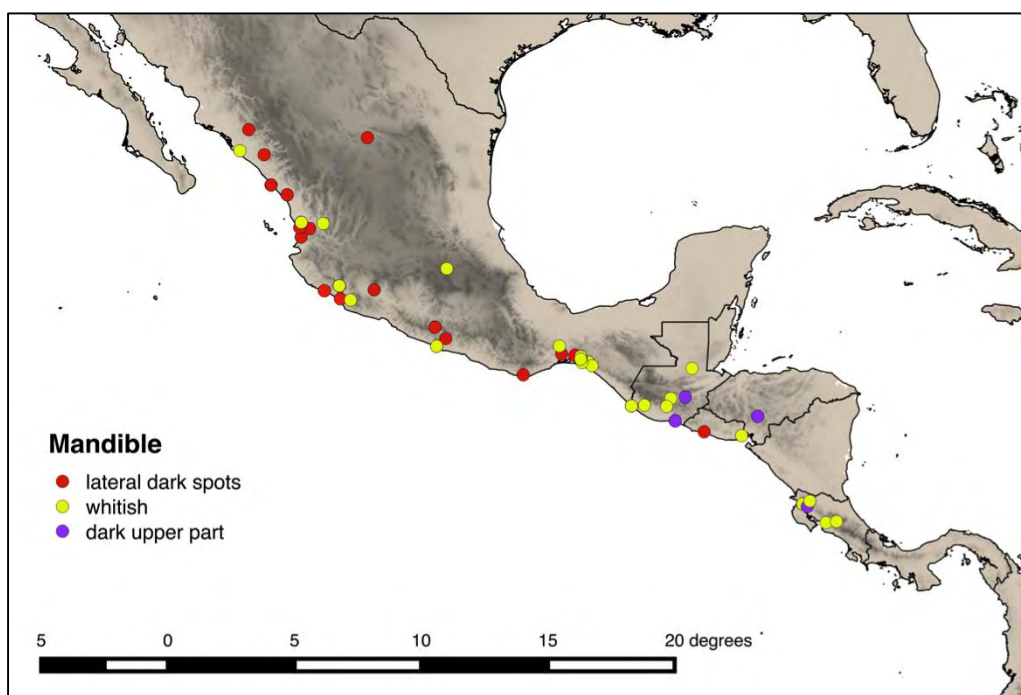 Mandible
lateral dark spots
whitish
dark upper part
5 0 5 10 15 20 degrees